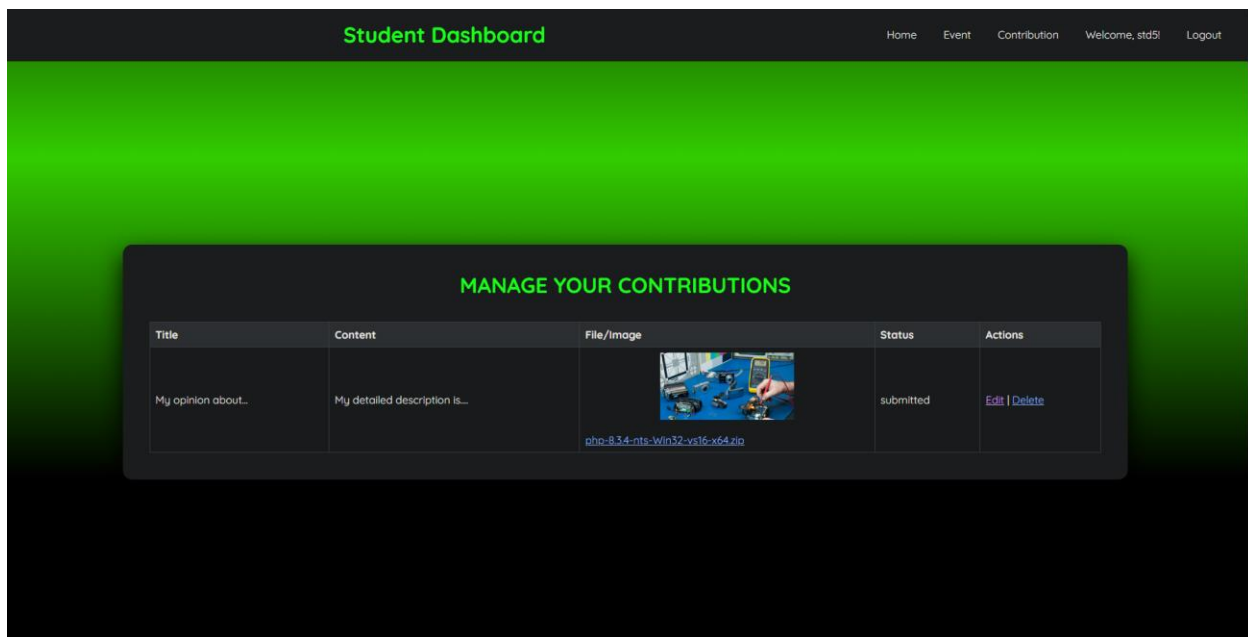 Student Dashboard
Home Event Contribution Welcome, std5! Logout
MANAGE YOUR CONTRIBUTIONS
Title Content File/Image Status Actions
My opinion about... My detailed description is... submitted Edit | Delete
php-8.3.4-nts-Win32-vs16-x64.zip